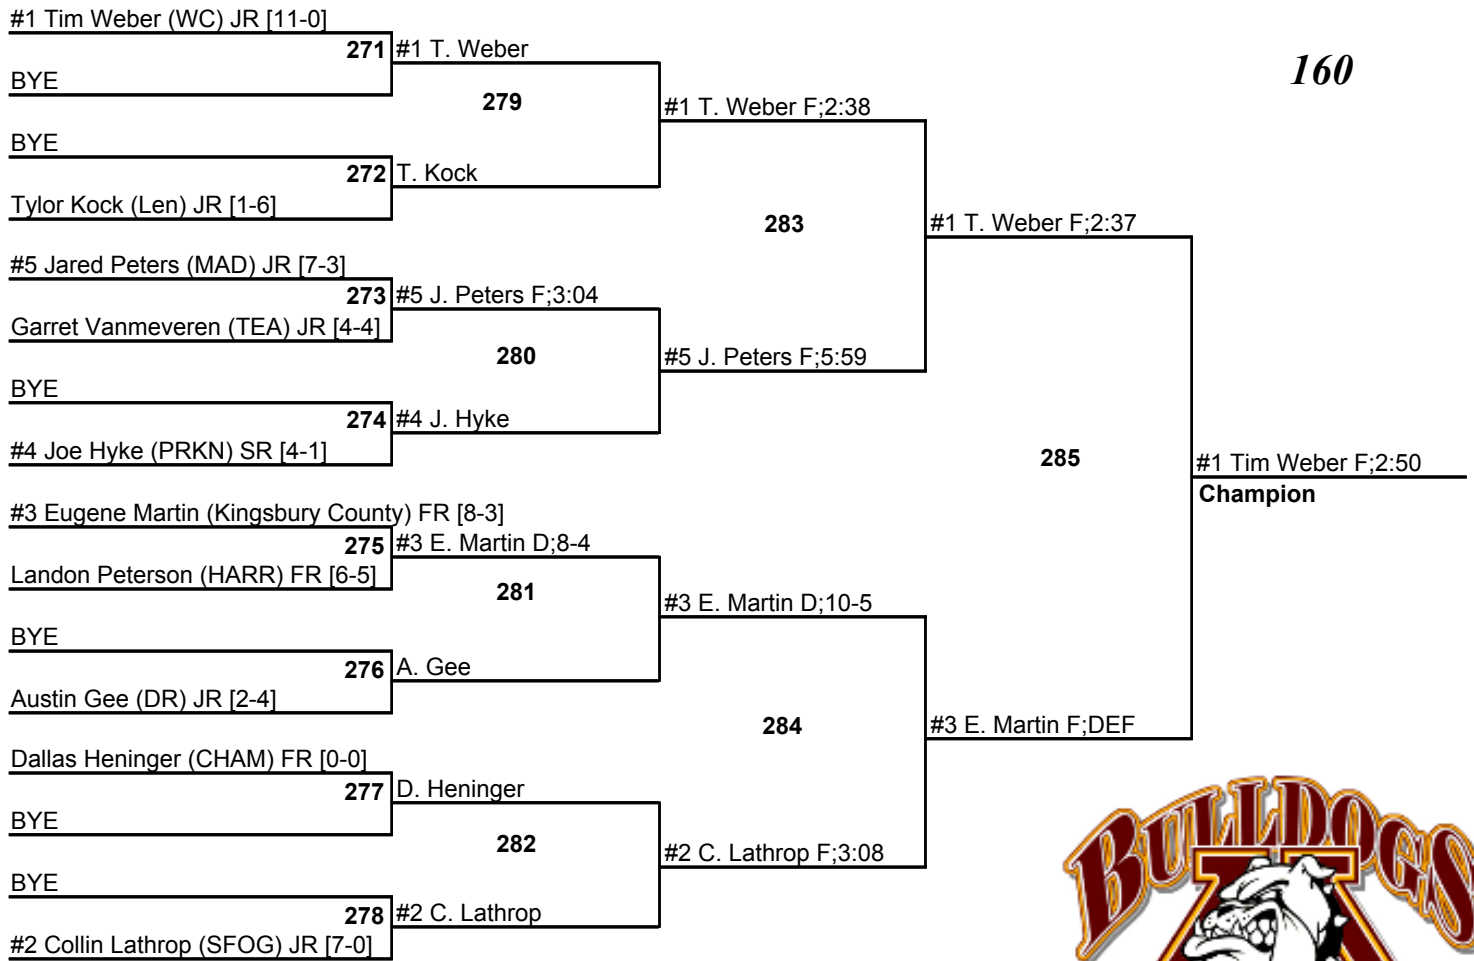 #1 Tim Weber (WC) JR [11-0]
271 #1 T. Weber
BYE
279
#1 T. Weber F;2:38
160
BYE
272 T. Kock
Tylor Kock (Len) JR [1-6]
283
#1 T. Weber F;2:37
#5 Jared Peters (MAD) JR [7-3]
273 #5 J. Peters F;3:04
Garret Vanmeveren (TEA) JR [4-4]
280
#5 J. Peters F;5:59
BYE
274 #4 J. Hyke
#4 Joe Hyke (PRKN) SR [4-1]
285
#1 Tim Weber F;2:50
Champion
#3 Eugene Martin (Kingsbury County) FR [8-3]
275 #3 E. Martin D;8-4
Landon Peterson (HARR) FR [6-5]
281
#3 E. Martin D;10-5
BYE
276 A. Gee
Austin Gee (DR) JR [2-4]
284
#3 E. Martin F;DEF
Dallas Heninger (CHAM) FR [0-0]
277 D. Heninger
BYE
282
#2 C. Lathrop F;3:08
BYE
278 #2 C. Lathrop
#2 Collin Lathrop (SFOG) JR [7-0]
BULLDOGS